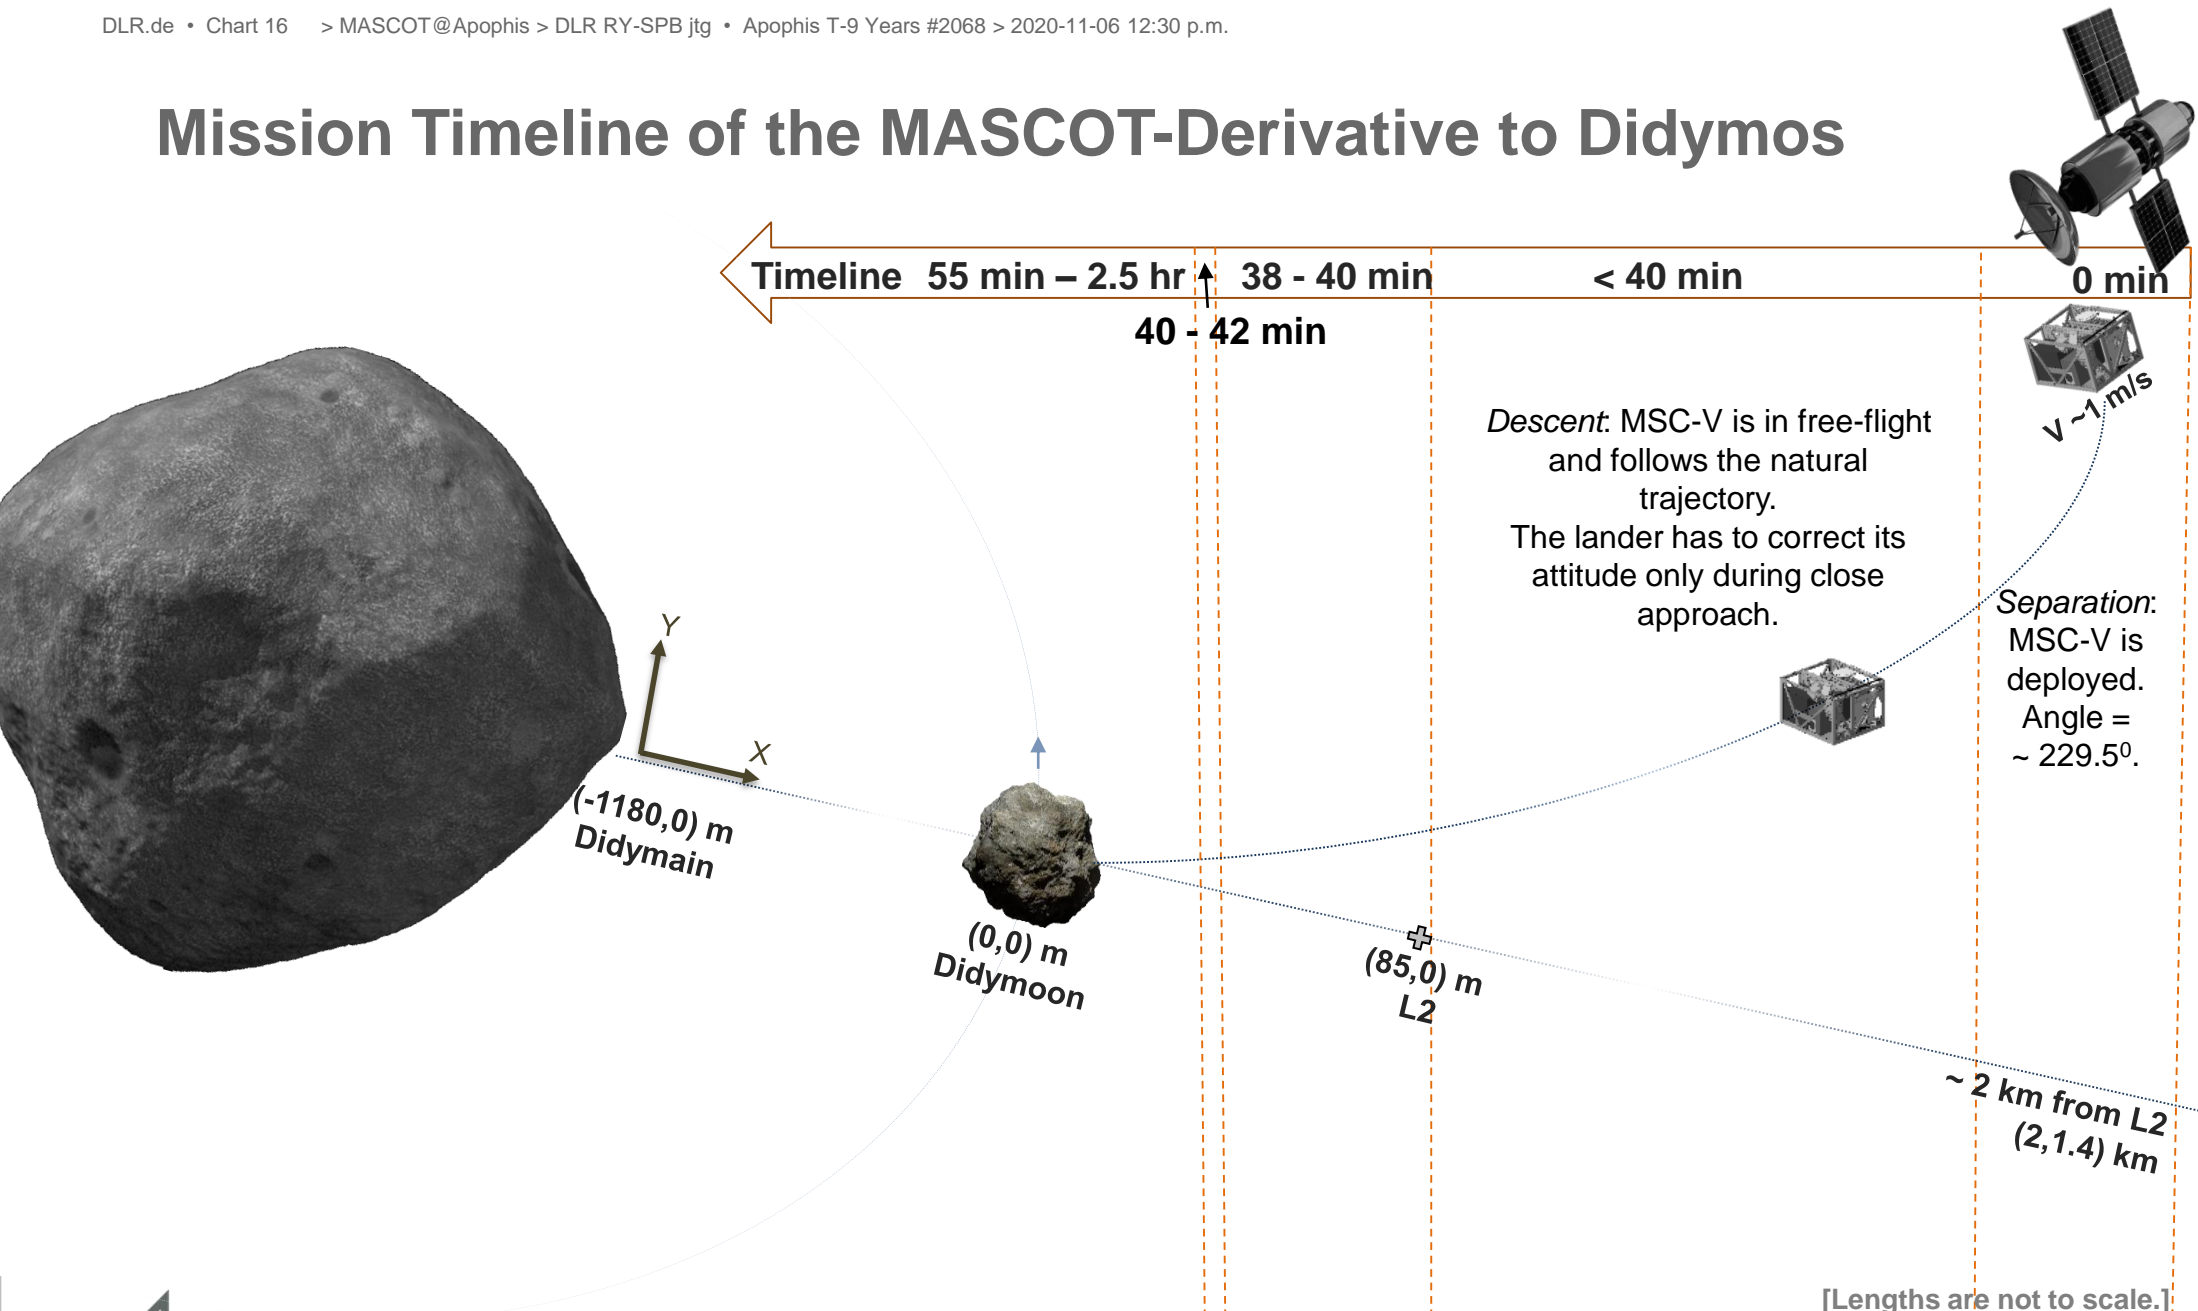 DLR.de • Chart 16 > MASCOT@Apophis > DLR RY-SPB jtg • Apophis T-9 Years #2068 > 2020-11-06 12:30 p.m.
Mission Timeline of the MASCOT-Derivative to Didymos
Timeline 55 min – 2.5 hr 38 - 40 min < 40 min 0 min
40 - 42 min
V ~1 m/s
Descent: MSC-V is in free-flight
and follows the natural
trajectory.
The lander has to correct its
attitude only during close
approach.
Separation:
MSC-V is
deployed.
Angle =
~ 229.5⁰.
Y
X
(-1180,0) m
Didymain
(0,0) m
Didymoon
(85,0) m
L2
~ 2 km from L2
(2,1.4) km
[Lengths are not to scale.]